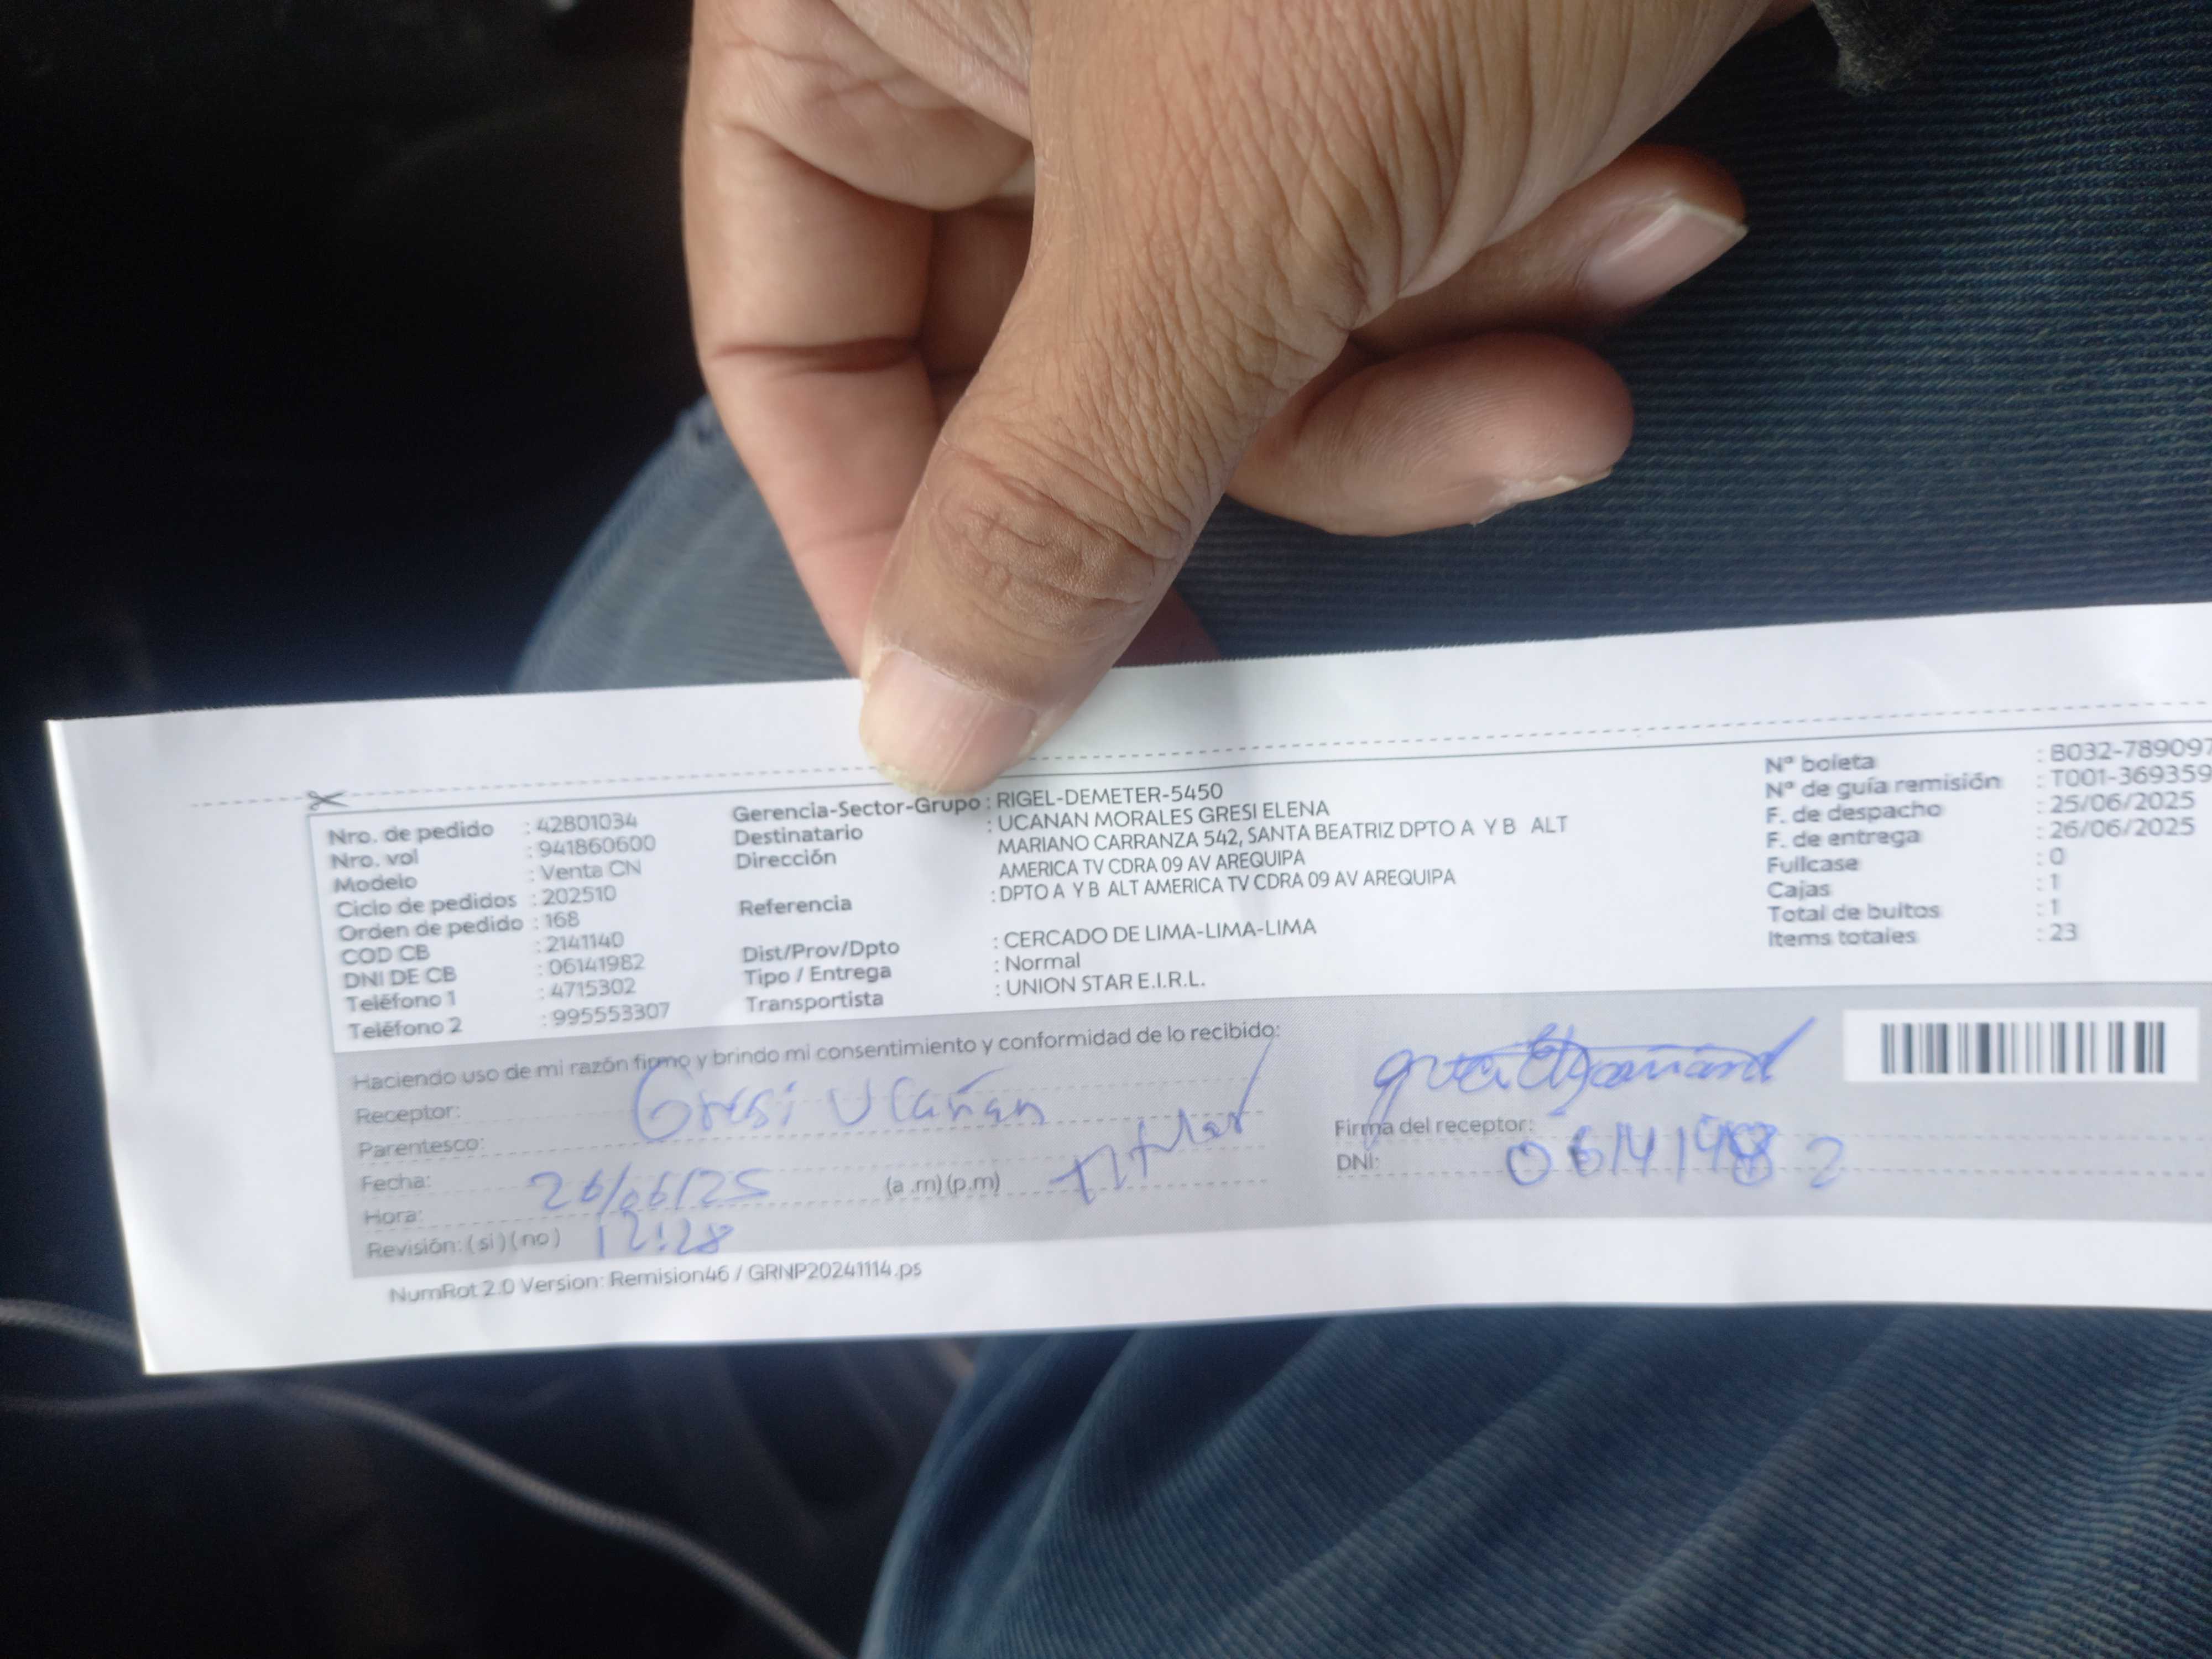 Nro. de pedido : 42801034
Nro. vol : 941860600
Modelo : Venta CN
Ciclo de pedidos : 202510
Orden de pedido : 168
COD CB : 2141140
DNI DE CB : 06141982
Teléfono 1 : 4715302
Teléfono 2 : 995553307
Gerencia-Sector-Grupo : RIGEL-DEMETER-5450
Destinatario : UCANAN MORALES GRESI ELENA
Dirección MARIANO CARRANZA 542, SANTA BEATRIZ DPTO A Y B ALT
AMERICA TV CDRA 09 AV AREQUIPA
Referencia : DPTO A Y B ALT AMERICA TV CDRA 09 AV AREQUIPA
Dist/Prov/Dpto : CERCADO DE LIMA-LIMA-LIMA
Tipo / Entrega : Normal
Transportista : UNION STAR E.I.R.L.
Nº boleta : B032-789097
Nº de guía remisión : T001-369359
F. de despacho : 25/06/2025
F. de entrega : 26/06/2025
Fullcase : 0
Cajas : 1
Total de bultos : 1
Items totales : 23
Haciendo uso de mi razón firmo y brindo mi consentimiento y conformidad de lo recibido:
Receptor: Gresi Ucañan
Parentesco: titular
Fecha: 26/06/25 (a .m) (p.m)
Hora: 12:28
Revisión: ( si ) ( no )
Firma del receptor:
DNI: 06141982
NumRot 2.0 Version: Remision46 / GRNP20241114.ps